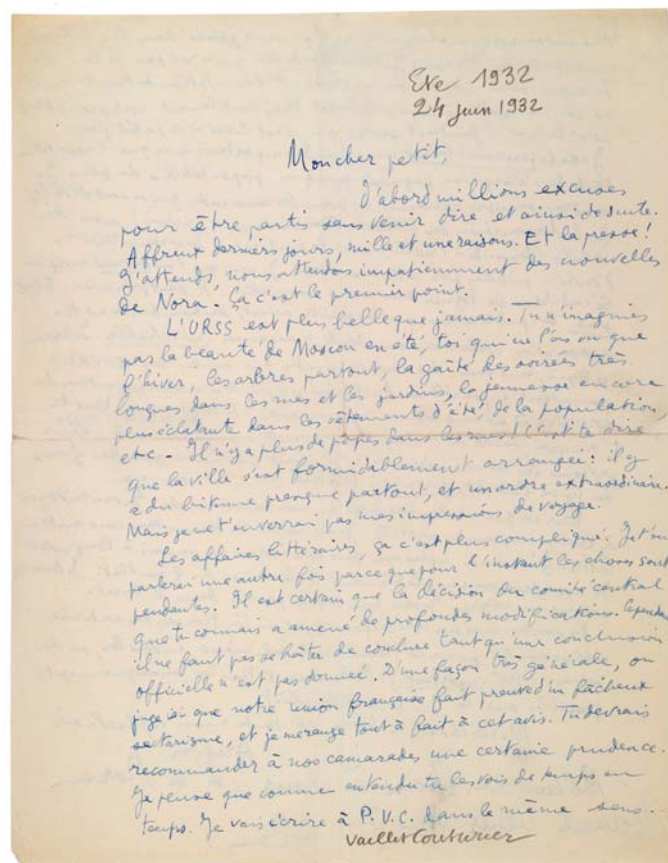 Ete 1932
24 juin 1932
Mon cher petit,
D'abord millions excuses
pour être partis sans venir dire et ainsi de suite.
Affreux derniers jours, mille et une raisons. Et la presse!
J'attends, nous attendons impatiemment des nouvelles
de Nora. Ça c'est le premier point.
L'URSS est plus belle que jamais. Tu n'imagines
pas la beauté de Moscou en été, toi qui ne l'as vu que
l'hiver, les arbres partout, la gaîté des soirées très
longues dans les rues et les jardins, la jeunesse encore
plus éclatante dans les vêtements d'été de la population
etc - Il n'y a plus de popes dans les rues! C'est te dire
que la ville s'est formidablement arrangée: il y
a du bitume presque partout, et un ordre extraordinaire.
Mais je ne t'enverrai pas mes impressions de voyage.
Les affaires littéraires, ça c'est plus compliqué. Je t'en
parlerai une autre fois parce que pour l'instant les choses sont
pendantes. Il est certain que la décision du comité central
que tu connais a amené de profondes modifications. Cependant
il ne faut pas se hâter de conclure tant qu'une conclusion
officielle n'est pas donnée. D'une façon très générale, on
juge ici que notre union française fait preuve d'un fâcheux
sectarisme, et je me range tout à fait à cet avis. Tu devrais
recommander à nos camarades une certaine prudence.
Je pense que comme entendu tu les vois de temps en
temps. Je vais écrire à P.V.C. dans le même sens.
Vaillet Couturier